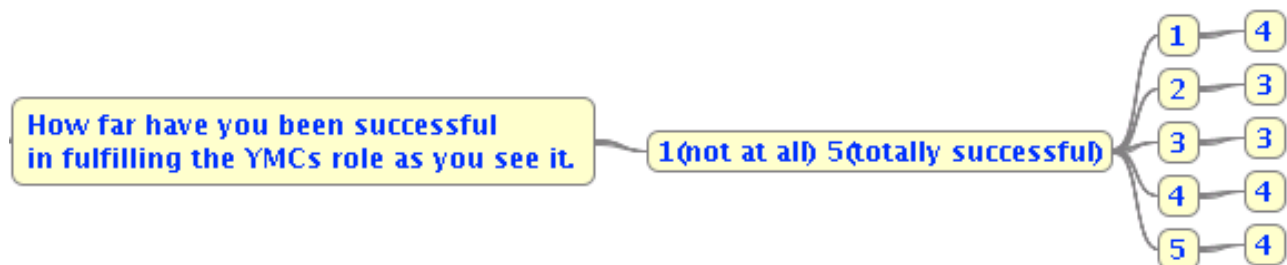 How far have you been successful
in fulfilling the YMCs role as you see it.
1(not at all) 5(totally successful)
1 4
2 3
3 3
4 4
5 4